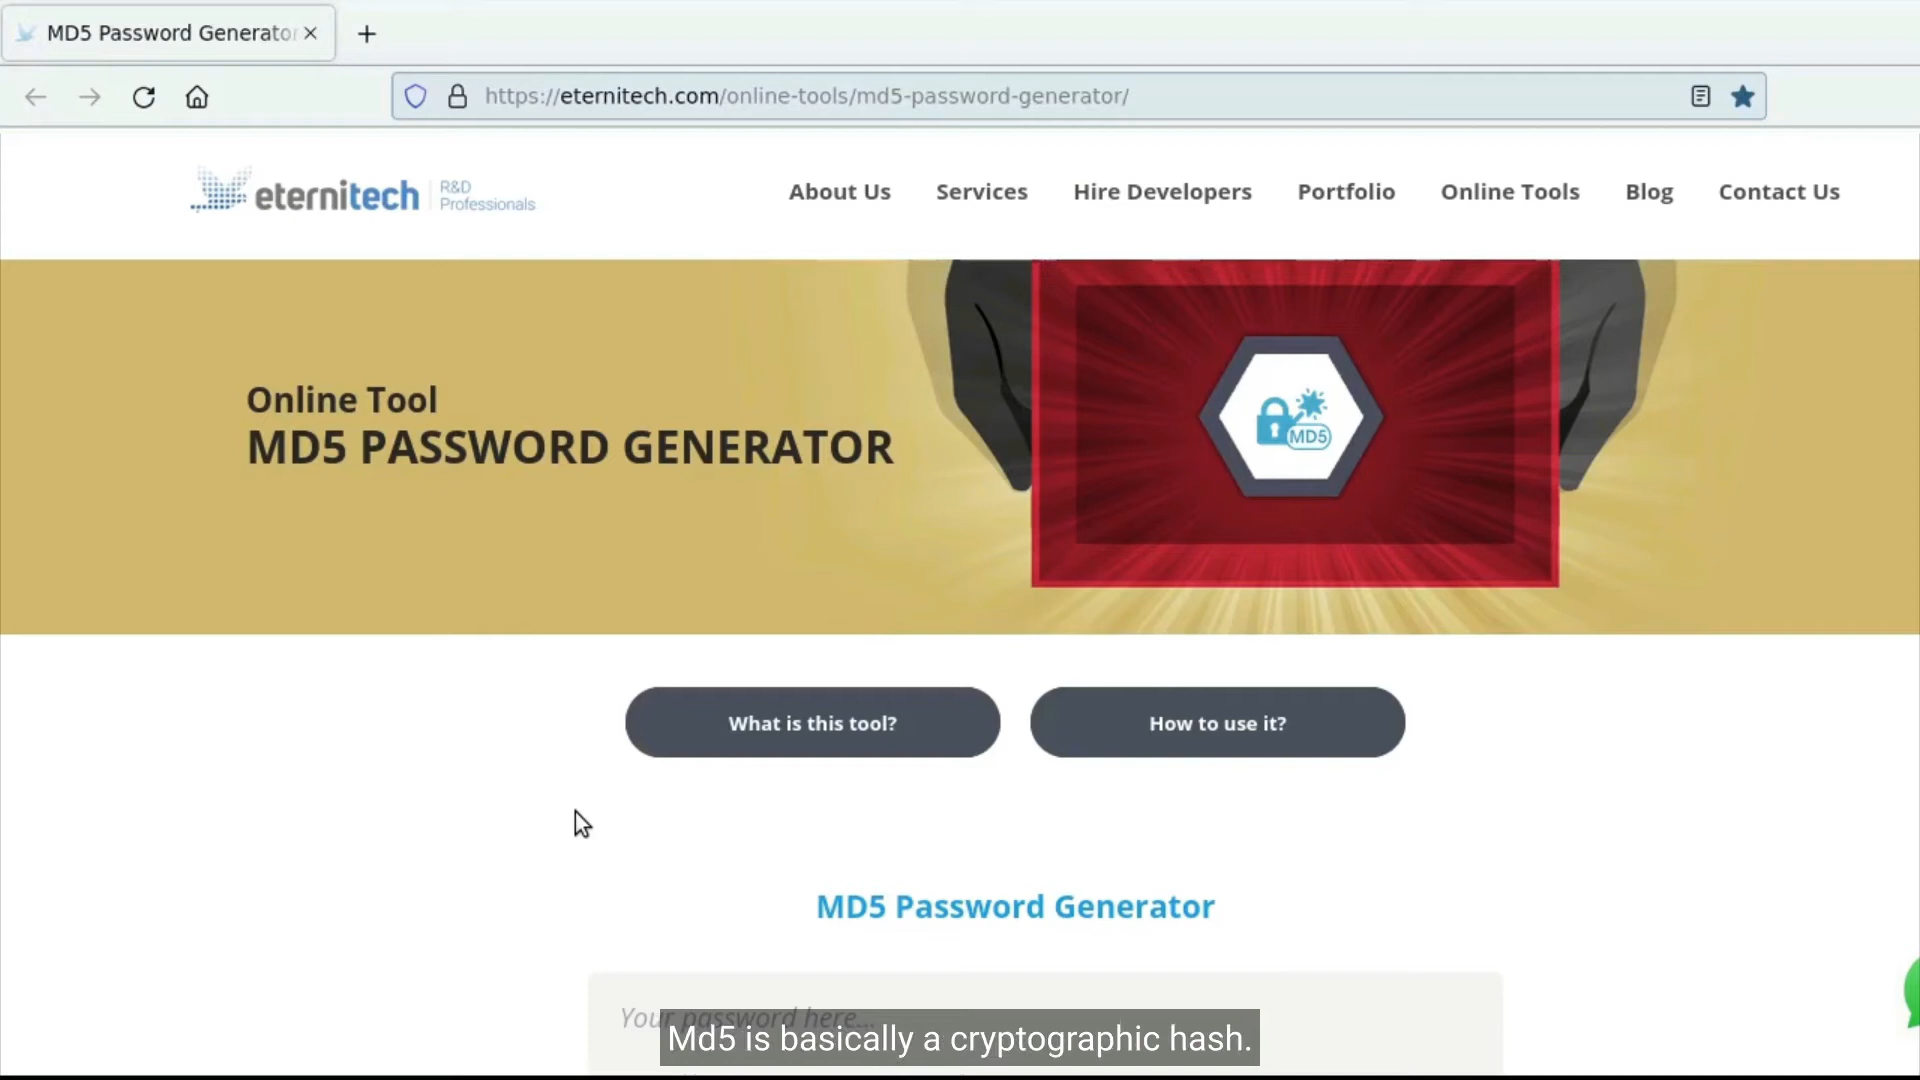 MD5 Password Generator
https://eternitech.com/online-tools/md5-password-generator/
eternitech R&D Professionals
About Us Services Hire Developers Portfolio Online Tools Blog Contact Us
Online Tool
MD5 PASSWORD GENERATOR
MD5
What is this tool? How to use it?
MD5 Password Generator
Your password here...
Md5 is basically a cryptographic hash.